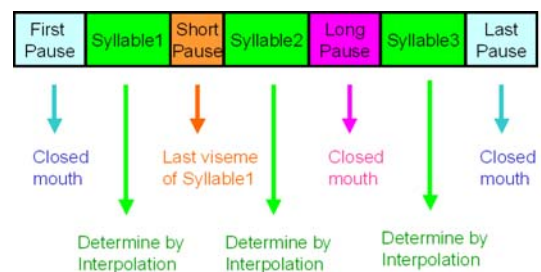 First Pause
Syllable1
Short Pause
Syllable2
Long Pause
Syllable3
Last Pause
Closed mouth
Last viseme of Syllable1
Closed mouth
Closed mouth
Determine by Interpolation
Determine by Interpolation
Determine by Interpolation